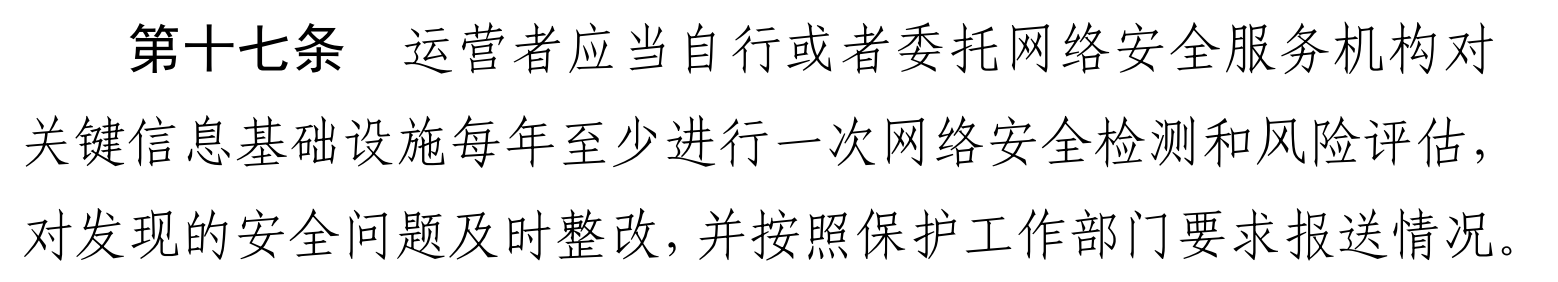 第十七条　运营者应当自行或者委托网络安全服务机构对
关键信息基础设施每年至少进行一次网络安全检测和风险评估，
对发现的安全问题及时整改，并按照保护工作部门要求报送情况。